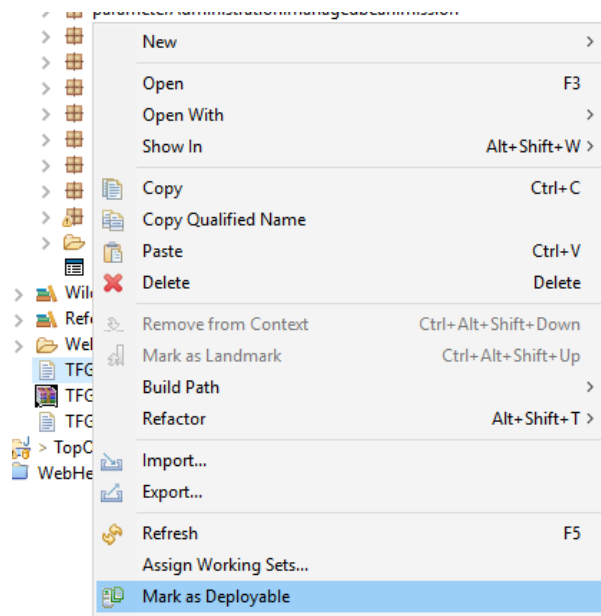 New
Open F3
Open With
Show In Alt+Shift+W
Copy Ctrl+C
Copy Qualified Name
Paste Ctrl+V
Delete Delete
Remove from Context Ctrl+Alt+Shift+Down
Mark as Landmark Ctrl+Alt+Shift+Up
Build Path
Refactor Alt+Shift+T
Import...
Export...
Refresh F5
Assign Working Sets...
Mark as Deployable
TFG
TFG
TFG
> TopO
WebHe